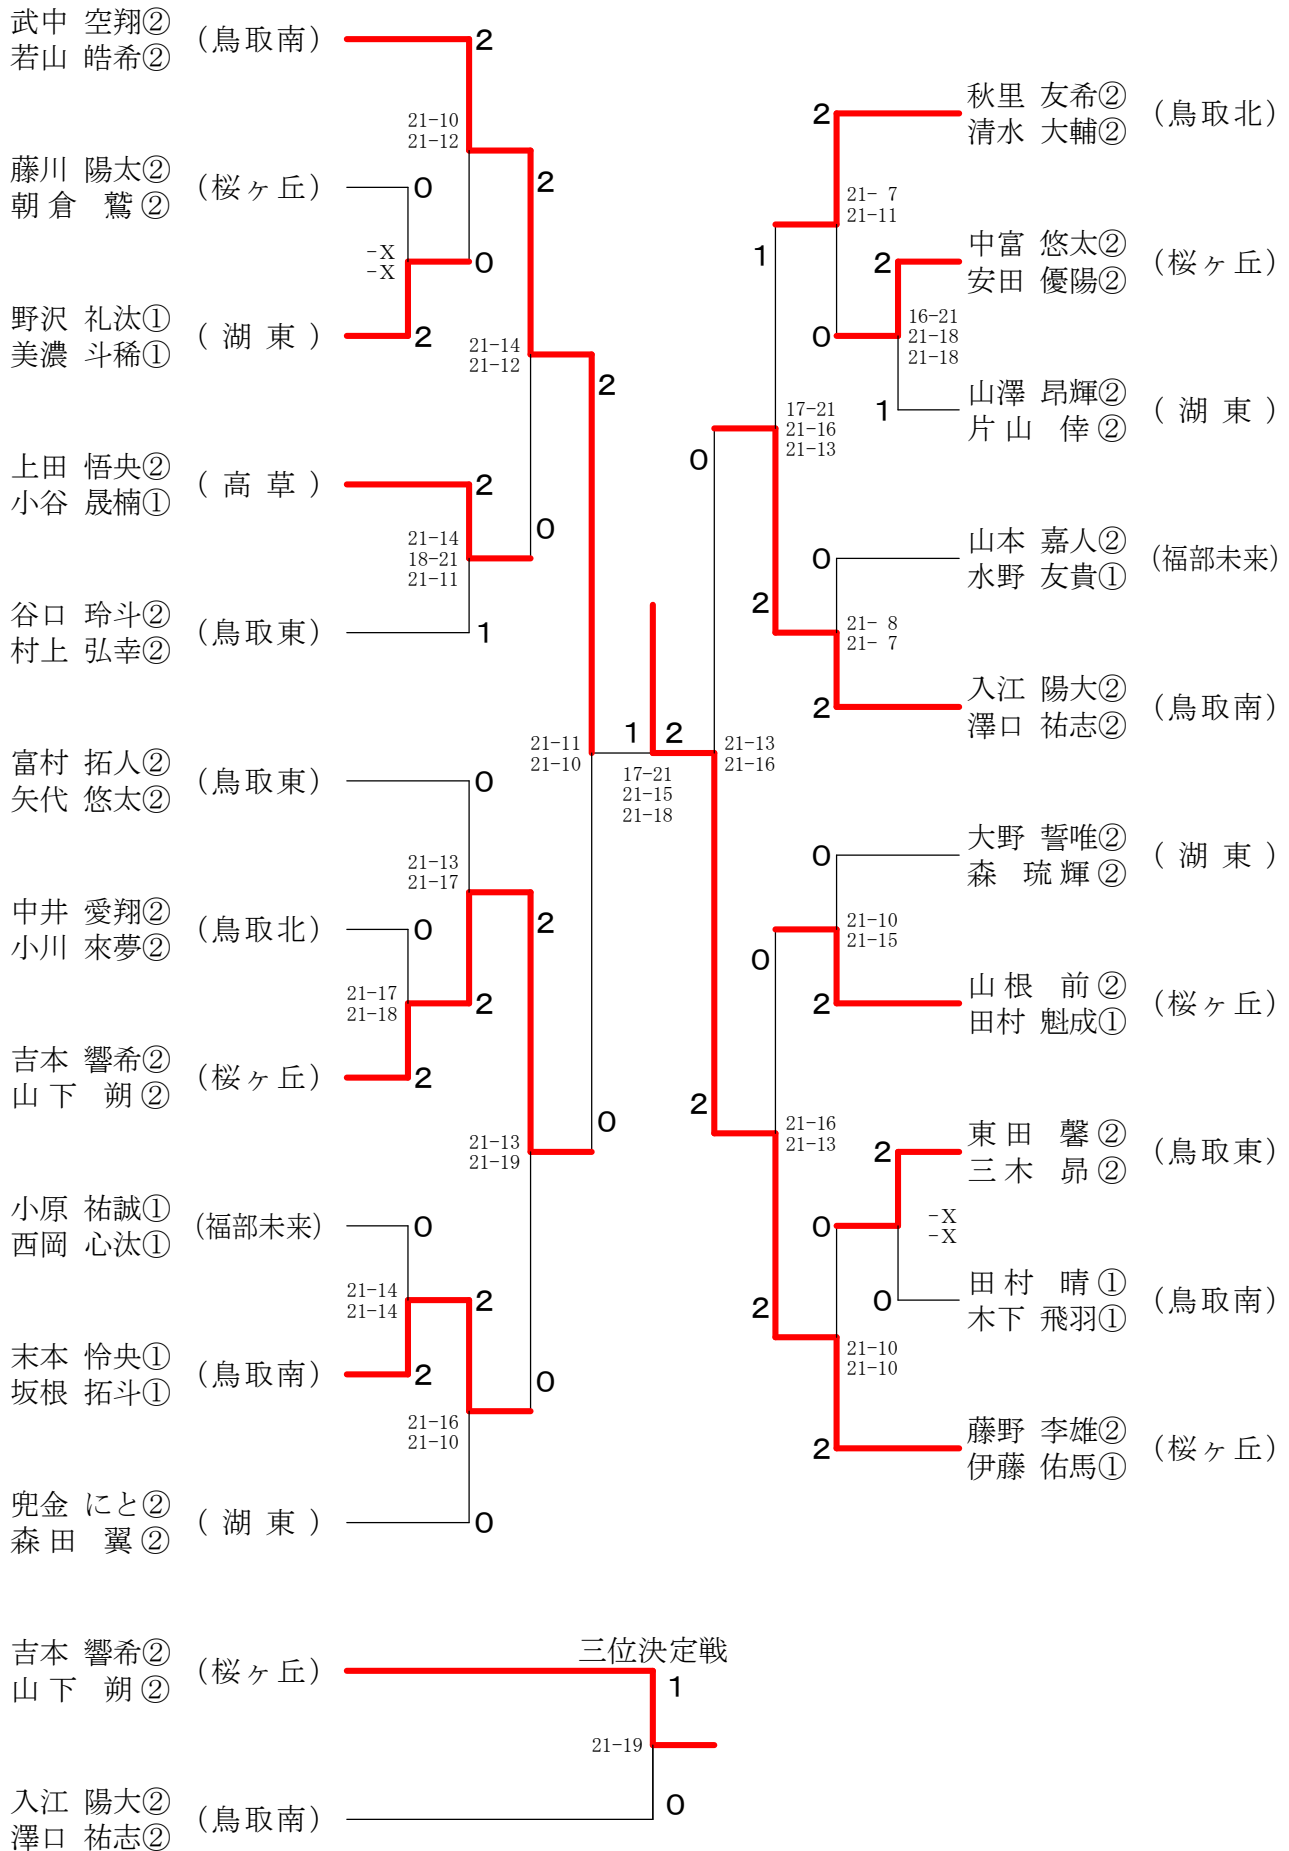 武中 空翔②
若山 皓希②
(鳥取南)
2
21-10
21-12
藤川 陽太②
朝倉 鷲②
(桜ヶ丘)
0
-X
-X
0
野沢 礼汰①
美濃 斗稀①
(湖東)
2
2
21-14
21-12
2
上田 悟央②
小谷 晟楠①
(高草)
2
21-14
18-21
21-11
0
谷口 玲斗②
村上 弘幸②
(鳥取東)
1
21-11
21-10
富村 拓人②
矢代 悠太②
(鳥取東)
0
21-13
21-17
2
中井 愛翔②
小川 來夢②
(鳥取北)
0
21-17
21-18
2
吉本 響希②
山下 朔②
(桜ヶ丘)
2
21-13
21-19
0
小原 祐誠①
西岡 心汰①
(福部未来)
0
21-14
21-14
2
末本 怜央①
坂根 拓斗①
(鳥取南)
2
0
21-16
21-10
兜金 にと②
森田 翼②
(湖東)
0
1
2
17-21
21-15
21-18
2
秋里 友希②
清水 大輔②
(鳥取北)
21- 7
21-11
1
2
中富 悠太②
安田 優陽②
(桜ヶ丘)
0
16-21
21-18
21-18
1
山澤 昂輝②
片山 倖②
(湖東)
17-21
21-16
21-13
0
0
山本 嘉人②
水野 友貴①
(福部未来)
2
21- 8
21- 7
2
入江 陽大②
澤口 祐志②
(鳥取南)
21-13
21-16
0
大野 誓唯②
森 琉輝②
(湖東)
21-10
21-15
0
2
山根 前②
田村 魁成①
(桜ヶ丘)
2
21-16
21-13
2
東田 馨②
三木 昴②
(鳥取東)
0
-X
-X
0
田村 晴①
木下 飛羽①
(鳥取南)
2
21-10
21-10
2
藤野 李雄②
伊藤 佑馬①
(桜ヶ丘)
三位決定戦
吉本 響希②
山下 朔②
(桜ヶ丘)
1
21-19
入江 陽大②
澤口 祐志②
(鳥取南)
0